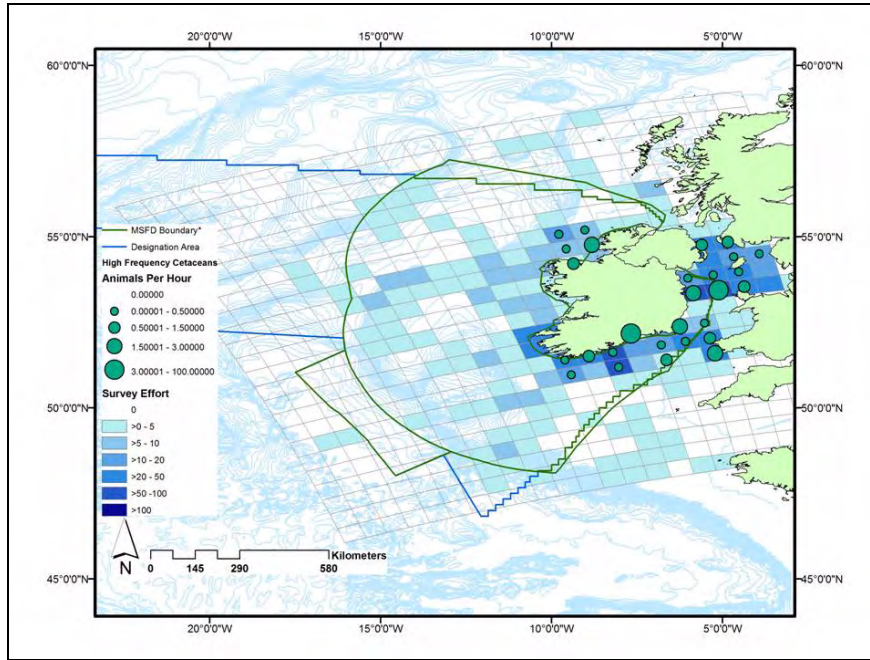 20°0'0"W 15°0'0"W 10°0'0"W 5°0'0"W
60°0'0"N 60°0'0"N
55°0'0"N 55°0'0"N
MSFD Boundary*
Designation Area
High Frequency Cetaceans
Animals Per Hour
0.00000
0.00001 - 0.50000
0.50001 - 1.50000
1.50001 - 3.00000
3.00001 - 100.00000
Survey Effort
0
>0 - 5
>5 - 10
>10 - 20
>20 - 50
>50 -100
>100
50°0'0"N 50°0'0"N
N
Kilometers
0 145 290 580
45°0'0"N 45°0'0"N
20°0'0"W 15°0'0"W 10°0'0"W 5°0'0"W